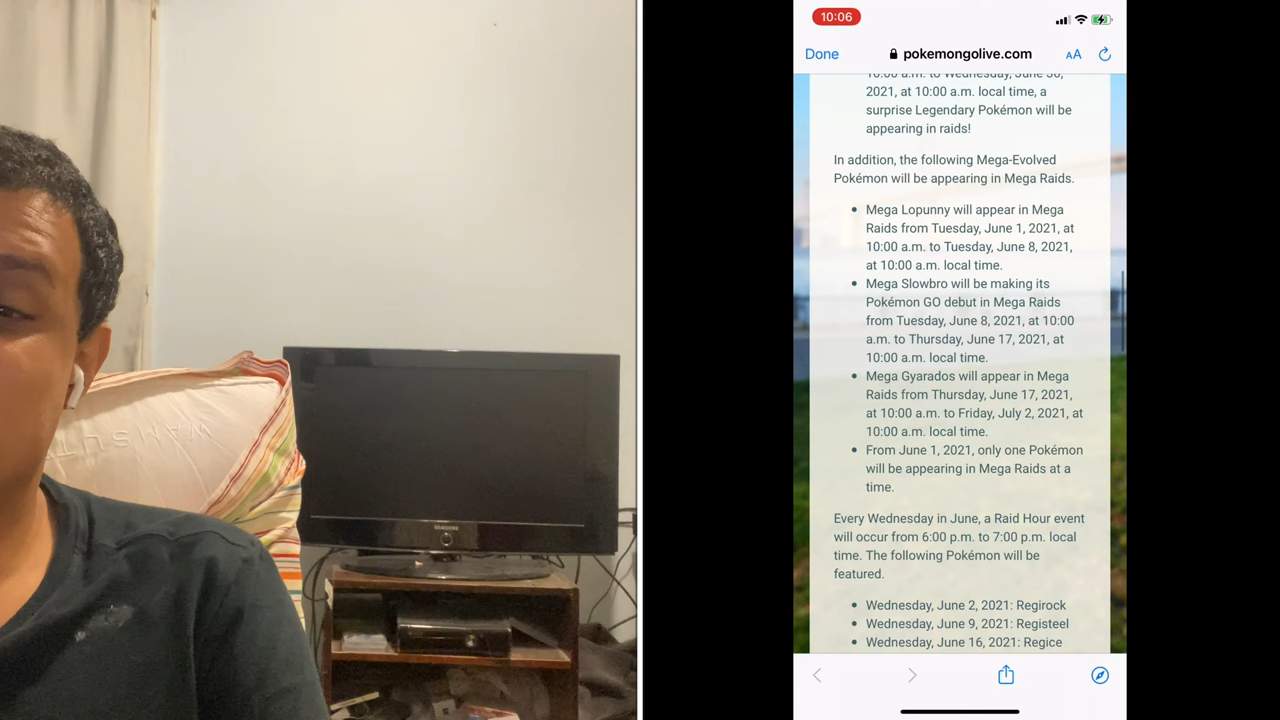 10:06
Done
pokemongolive.com
AA
10:00 a.m. to Wednesday, June 30,
2021, at 10:00 a.m. local time, a
surprise Legendary Pokémon will be
appearing in raids!
In addition, the following Mega-Evolved
Pokémon will be appearing in Mega Raids.
• Mega Lopunny will appear in Mega
Raids from Tuesday, June 1, 2021, at
10:00 a.m. to Tuesday, June 8, 2021,
at 10:00 a.m. local time.
• Mega Slowbro will be making its
Pokémon GO debut in Mega Raids
from Tuesday, June 8, 2021, at 10:00
a.m. to Thursday, June 17, 2021, at
10:00 a.m. local time.
• Mega Gyarados will appear in Mega
Raids from Thursday, June 17, 2021,
at 10:00 a.m. to Friday, July 2, 2021, at
10:00 a.m. local time.
• From June 1, 2021, only one Pokémon
will be appearing in Mega Raids at a
time.
Every Wednesday in June, a Raid Hour event
will occur from 6:00 p.m. to 7:00 p.m. local
time. The following Pokémon will be
featured.
• Wednesday, June 2, 2021: Regirock
• Wednesday, June 9, 2021: Registeel
• Wednesday, June 16, 2021: Regice
WAMSUT
SAMSUNG